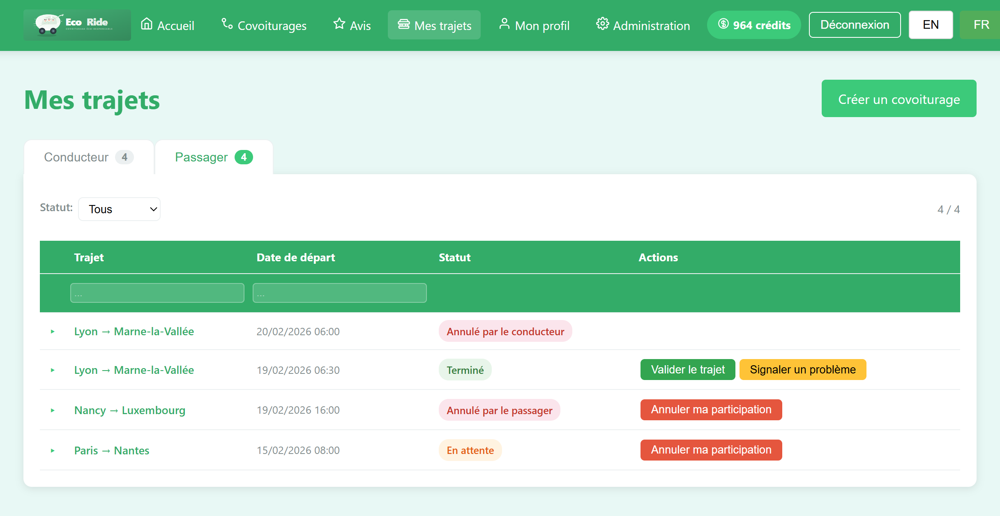 Eco Ride
COVOITURAGE ÉCO-RESPONSABLE
Accueil
Covoiturages
Avis
Mes trajets
Mon profil
Administration
964 crédits
Déconnexion
EN
FR
Mes trajets
Créer un covoiturage
Conducteur 4
Passager 4
Statut: Tous
4 / 4
Trajet Date de départ Statut Actions
... ...
Lyon → Marne-la-Vallée 20/02/2026 06:00 Annulé par le conducteur
Lyon → Marne-la-Vallée 19/02/2026 06:30 Terminé Valider le trajet Signaler un problème
Nancy → Luxembourg 19/02/2026 16:00 Annulé par le passager Annuler ma participation
Paris → Nantes 15/02/2026 08:00 En attente Annuler ma participation